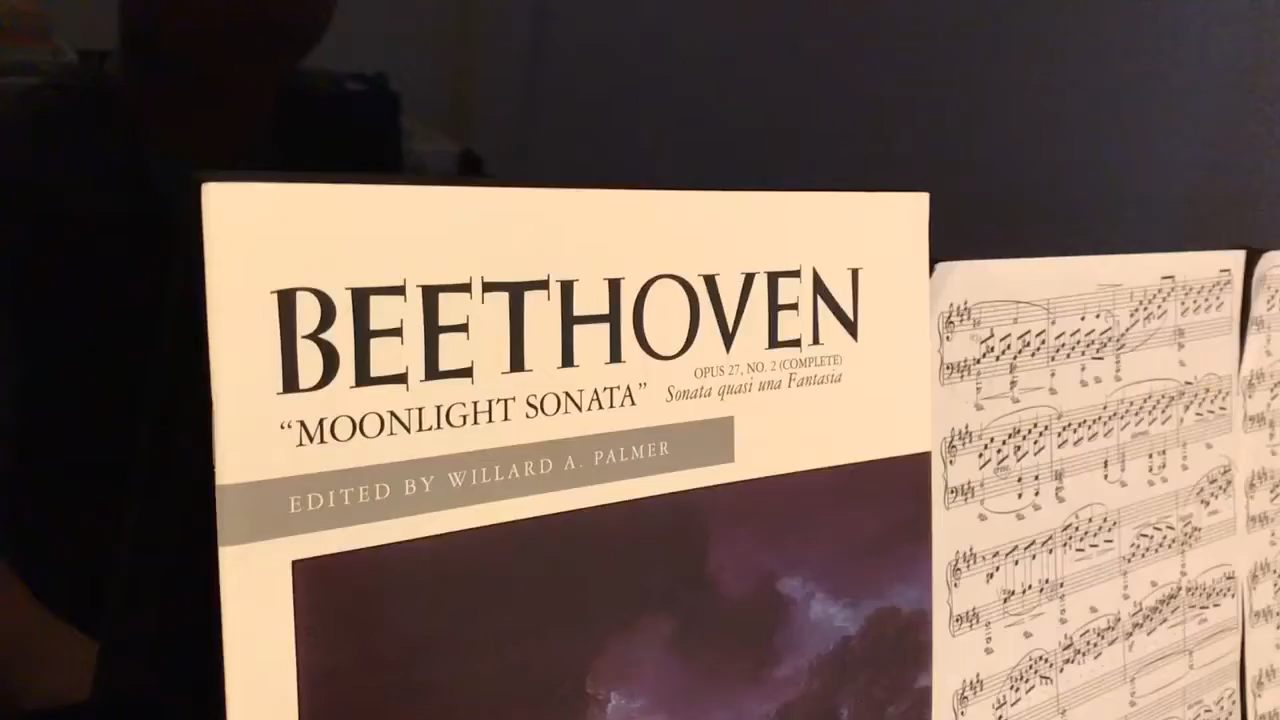 BEETHOVEN
OPUS 27, NO. 2 (COMPLETE)
“MOONLIGHT SONATA” Sonata quasi una Fantasia
EDITED BY WILLARD A. PALMER